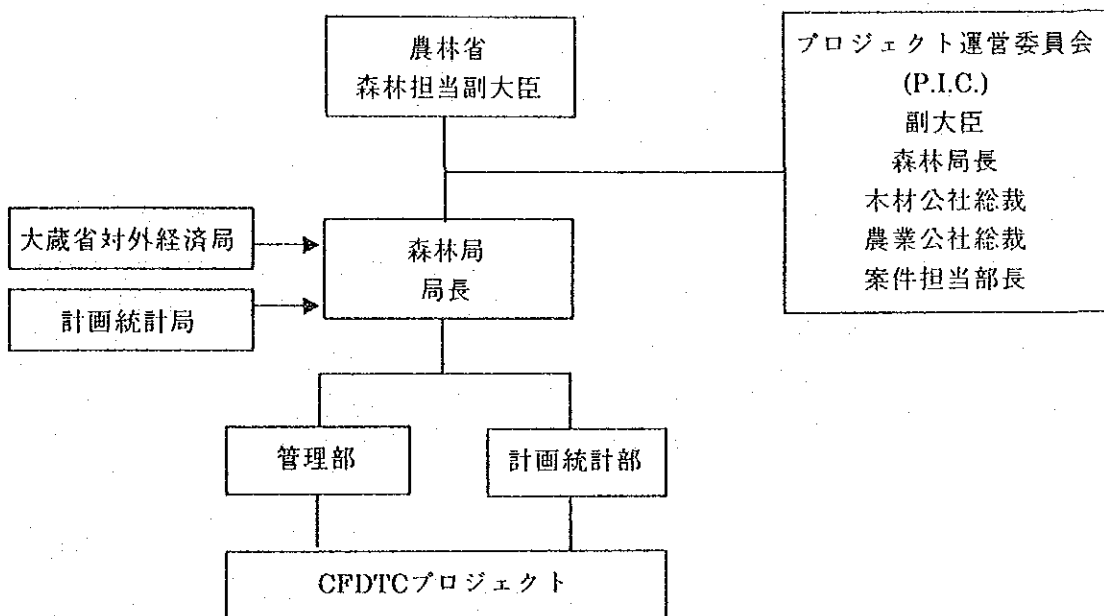 農林省
森林担当副大臣
プロジェクト運営委員会
(P.I.C.)
副大臣
森林局長
木材公社総裁
農業公社総裁
案件担当部長
大蔵省対外経済局
計画統計局
森林局
局長
管理部
計画統計部
CFDTCプロジェクト